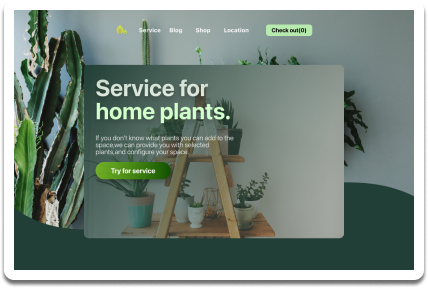 Service Blog Shop Location Check out(0)
Service for
home plants.
If you don't know what plants you can add to the
space,we can provide you with selected
plants,and configure your space.
Try for service